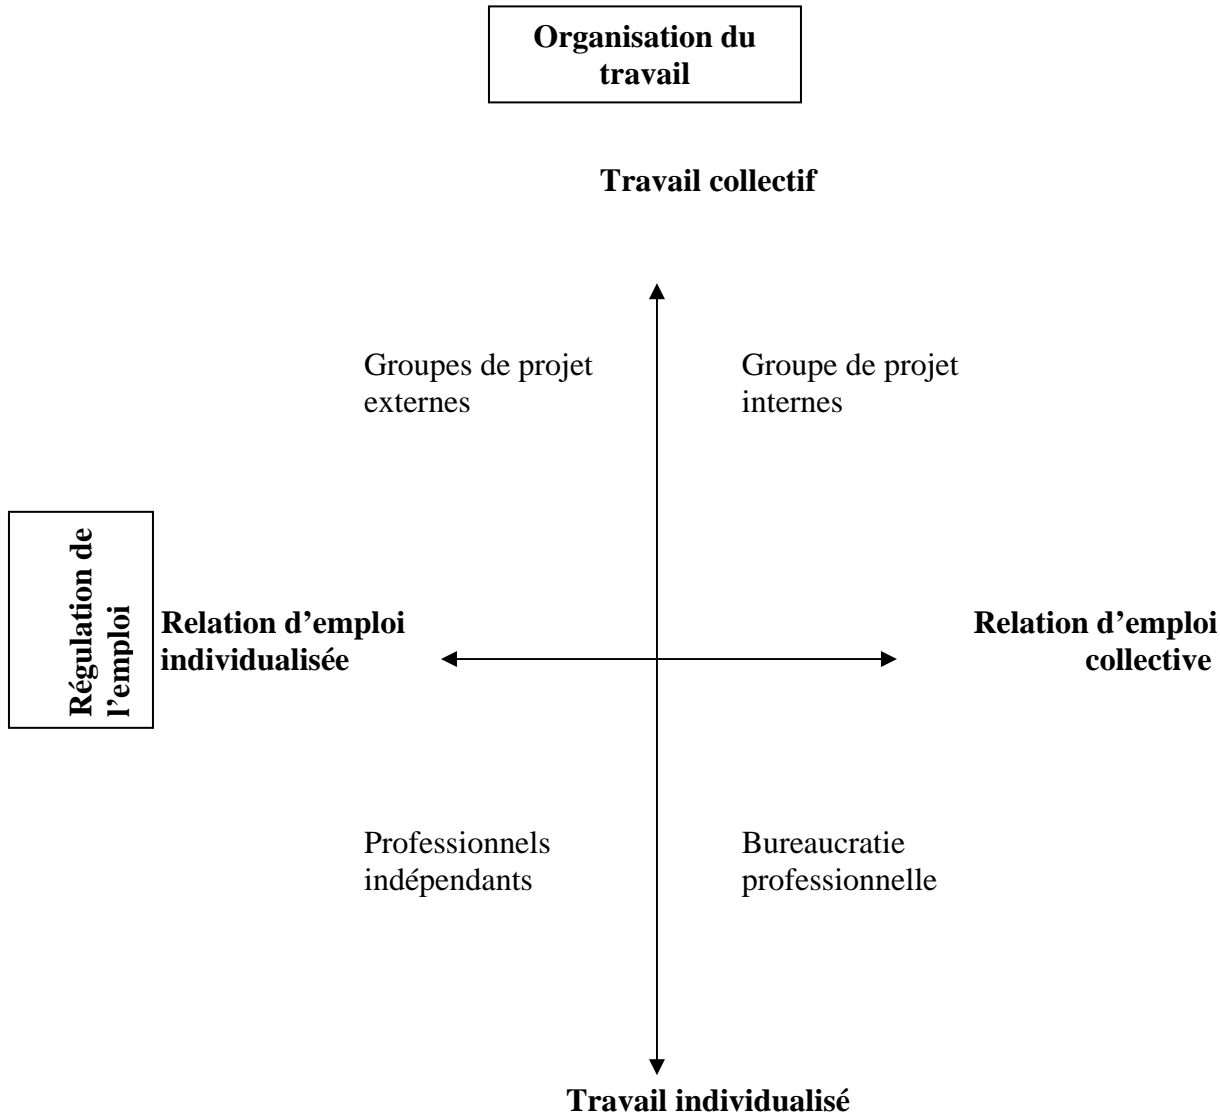 Organisation du
travail
Travail collectif
Groupes de projet
externes
Groupe de projet
internes
Régulation de
l’emploi
Relation d’emploi
individualisée
Relation d’emploi
collective
Professionnels
indépendants
Bureaucratie
professionnelle
Travail individualisé